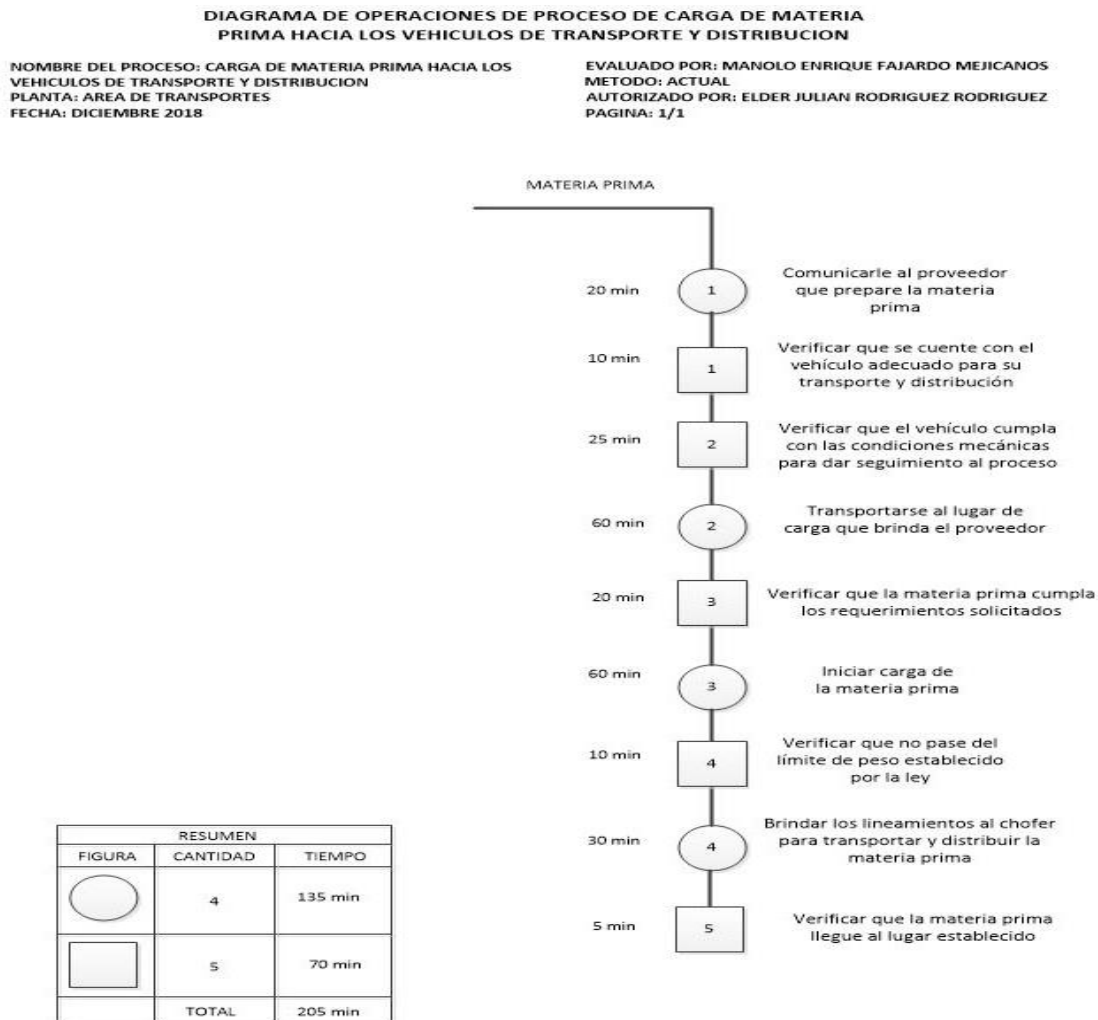 DIAGRAMA DE OPERACIONES DE PROCESO DE CARGA DE MATERIA
PRIMA HACIA LOS VEHICULOS DE TRANSPORTE Y DISTRIBUCION
NOMBRE DEL PROCESO: CARGA DE MATERIA PRIMA HACIA LOS
VEHICULOS DE TRANSPORTE Y DISTRIBUCION
PLANTA: AREA DE TRANSPORTES
FECHA: DICIEMBRE 2018
EVALUADO POR: MANOLO ENRIQUE FAJARDO MEJICANOS
METODO: ACTUAL
AUTORIZADO POR: ELDER JULIAN RODRIGUEZ RODRIGUEZ
PAGINA: 1/1
MATERIA PRIMA
20 min
1
Comunicarle al proveedor
que prepare la materia
prima
10 min
1
Verificar que se cuente con el
vehículo adecuado para su
transporte y distribución
25 min
2
Verificar que el vehículo cumpla
con las condiciones mecánicas
para dar seguimiento al proceso
60 min
2
Transportarse al lugar de
carga que brinda el proveedor
20 min
3
Verificar que la materia prima cumpla
los requerimientos solicitados
60 min
3
Iniciar carga de
la materia prima
10 min
4
Verificar que no pase del
límite de peso establecido
por la ley
30 min
4
Brindar los lineamientos al chofer
para transportar y distribuir la
materia prima
5 min
5
Verificar que la materia prima
llegue al lugar establecido
RESUMEN
FIGURA CANTIDAD TIEMPO
4 135 min
5 70 min
TOTAL 205 min